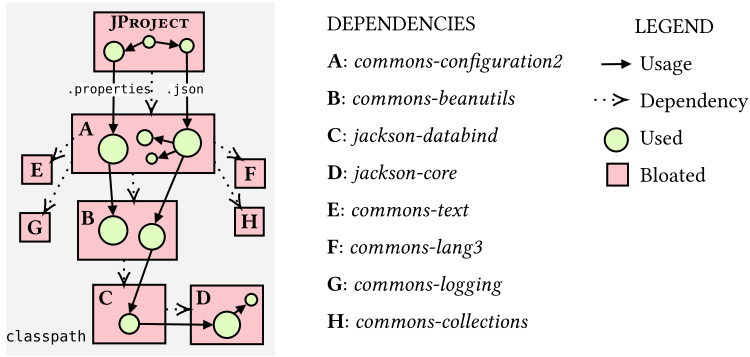 JPROJECT
.properties .json
A
E
F
G
H
B
C
D
classpath
DEPENDENCIES
A: commons-configuration2
B: commons-beanutils
C: jackson-databind
D: jackson-core
E: commons-text
F: commons-lang3
G: commons-logging
H: commons-collections
LEGEND
Usage
Dependency
Used
Bloated